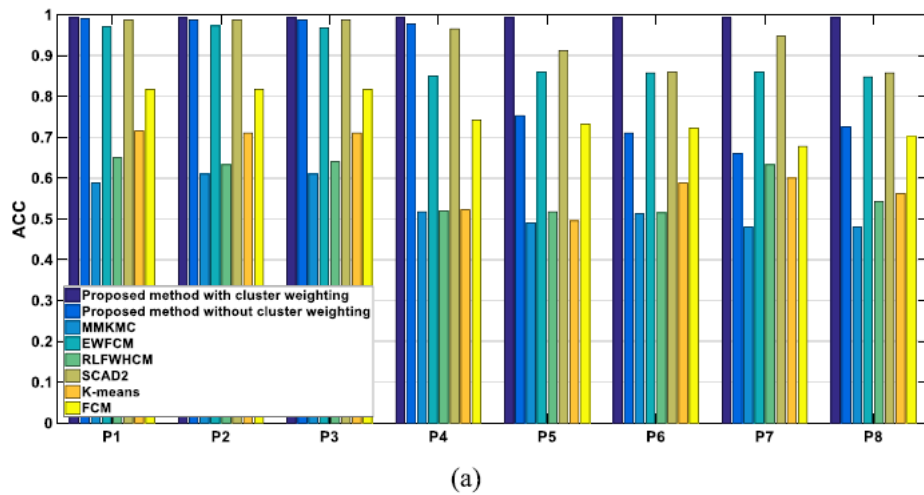 1
0.9
0.8
0.7
0.6
0.5
0.4
0.3
0.2
0.1
0
ACC
Proposed method with cluster weighting
Proposed method without cluster weighting
MMKMC
EWFCM
RLFWHCM
SCAD2
K-means
FCM
P1 P2 P3 P4 P5 P6 P7 P8
(a)